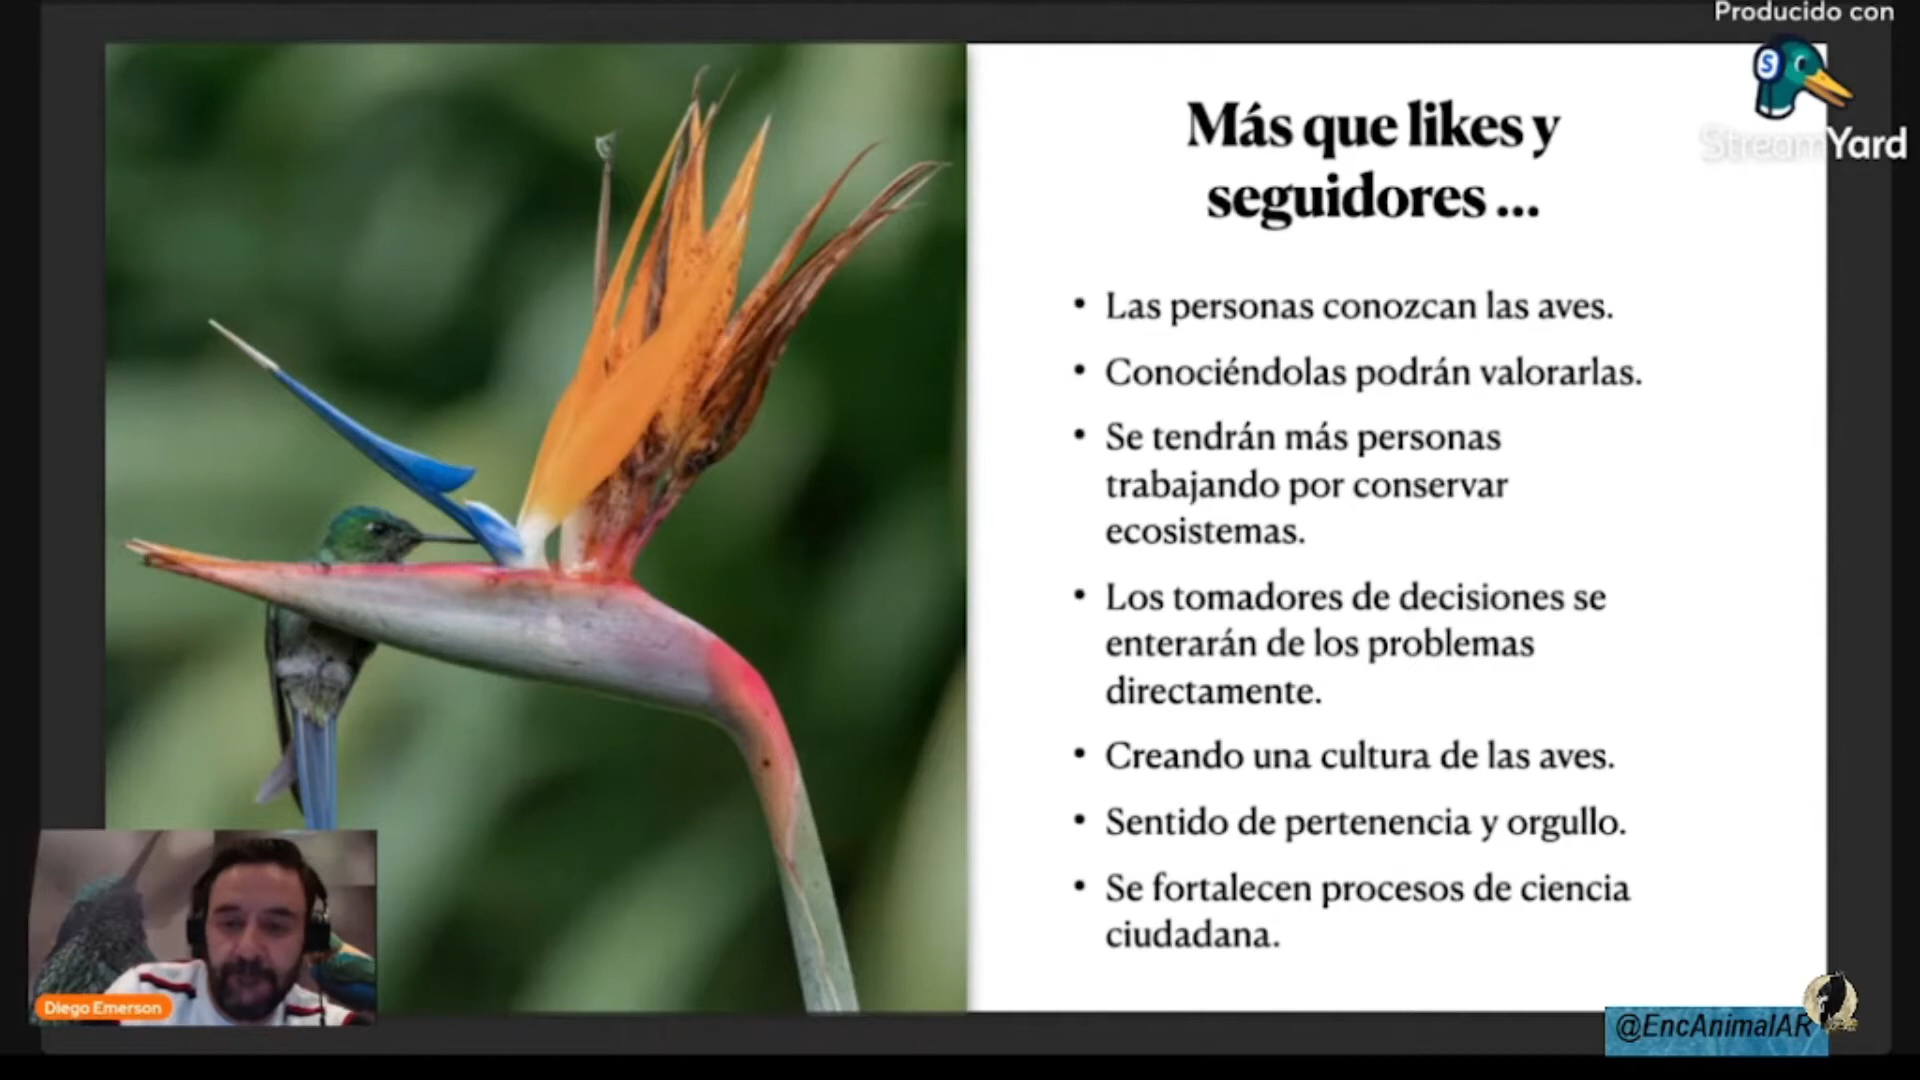 Producido con
S
StreamYard
Más que likes y
seguidores ...
• Las personas conozcan las aves.
• Conociéndolas podrán valorarlas.
• Se tendrán más personas
trabajando por conservar
ecosistemas.
• Los tomadores de decisiones se
enterarán de los problemas
directamente.
• Creando una cultura de las aves.
• Sentido de pertenencia y orgullo.
• Se fortalecen procesos de ciencia
ciudadana.
Diego Emerson
@EncAnimalAR